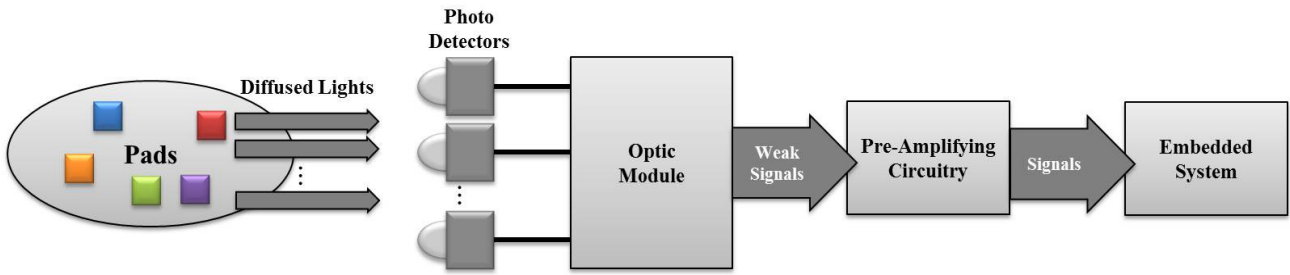 Photo
Detectors
Diffused Lights
Pads
Optic
Module
Weak
Signals
Pre-Amplifying
Circuitry
Signals
Embedded
System